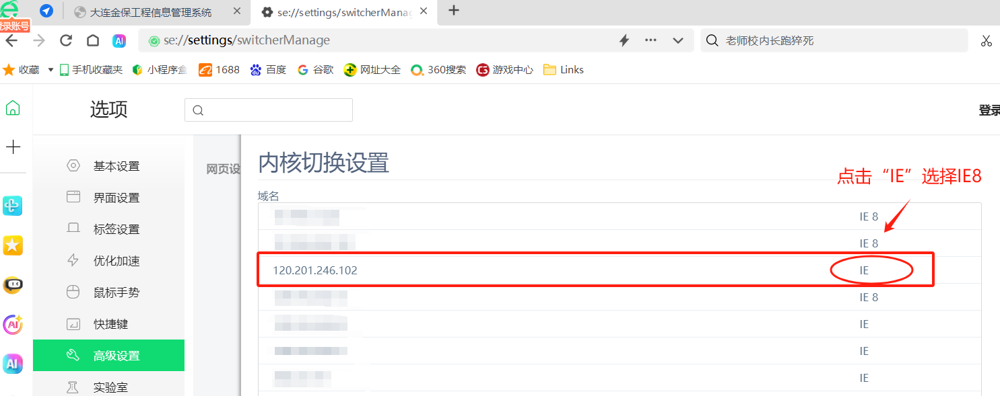 大连金保工程信息管理系统
se://settings/switcherManag
登录账号
AI
se://settings/switcherManage
老师校内长跑猝死
收藏
手机收藏夹
小程序盒
1688
百度
谷歌
网址大全
360搜索
游戏中心
Links
选项
登录
基本设置
界面设置
标签设置
优化加速
鼠标手势
快捷键
高级设置
实验室
AI
AI
网页设
内核切换设置
点击“IE”选择IE8
域名
IE 8
IE 8
120.201.246.102 IE
IE 8
IE
IE
IE